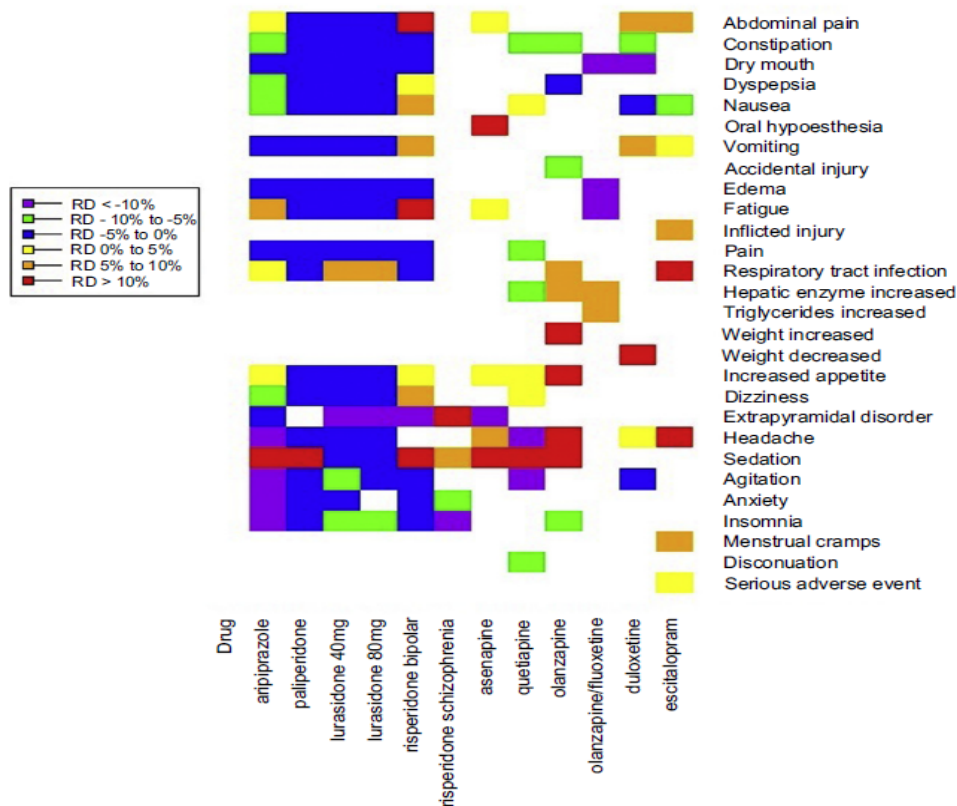 Abdominal pain
Constipation
Dry mouth
Dyspepsia
Nausea
Oral hypoesthesia
Vomiting
Accidental injury
Edema
Fatigue
Inflicted injury
Pain
Respiratory tract infection
Hepatic enzyme increased
Triglycerides increased
Weight increased
Weight decreased
Increased appetite
Dizziness
Extrapyramidal disorder
Headache
Sedation
Agitation
Anxiety
Insomnia
Menstrual cramps
Disconuation
Serious adverse event
RD < -10%
RD - 10% to -5%
RD -5% to 0%
RD 0% to 5%
RD 5% to 10%
RD > 10%
Drug
aripiprazole
paliperidone
lurasidone 40mg
lurasidone 80mg
risperidone bipolar
risperidone schizophrenia
asenapine
quetiapine
olanzapine
olanzapine/fluoxetine
duloxetine
escitalopram